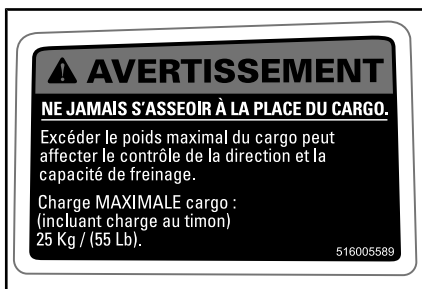 AVERTISSEMENT
NE JAMAIS S'ASSEOIR À LA PLACE DU CARGO.
Excéder le poids maximal du cargo peut
affecter le contrôle de la direction et la
capacité de freinage.
Charge MAXIMALE cargo :
(incluant charge au timon)
25 Kg / (55 Lb).
516005589